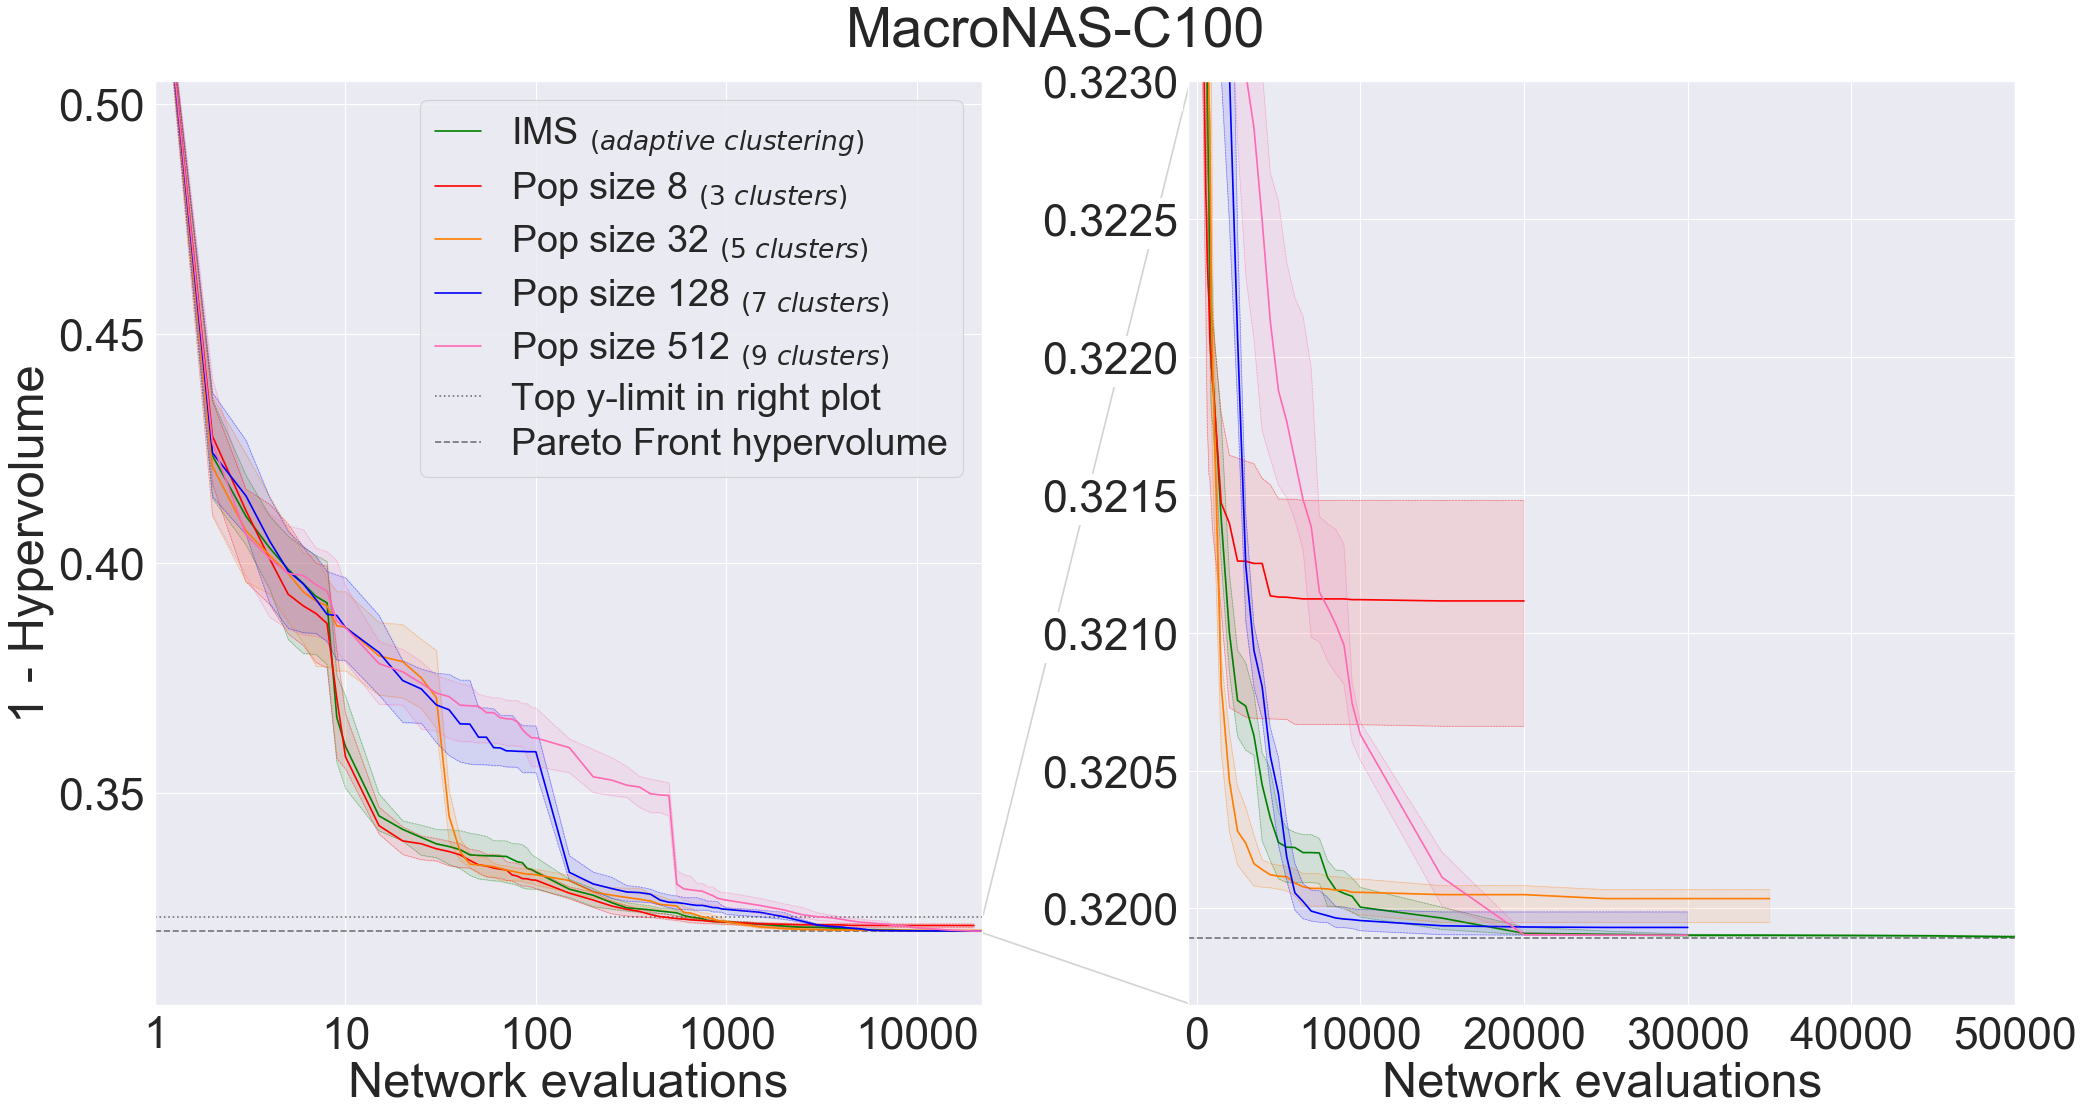 MacroNAS-C100
1 - Hypervolume
0.50
0.45
0.40
0.35
IMS (adaptive clustering)
Pop size 8 (3 clusters)
Pop size 32 (5 clusters)
Pop size 128 (7 clusters)
Pop size 512 (9 clusters)
Top y-limit in right plot
Pareto Front hypervolume
1 10 100 1000 10000
Network evaluations
0.3230
0.3225
0.3220
0.3215
0.3210
0.3205
0.3200
0 10000 20000 30000 40000 50000
Network evaluations